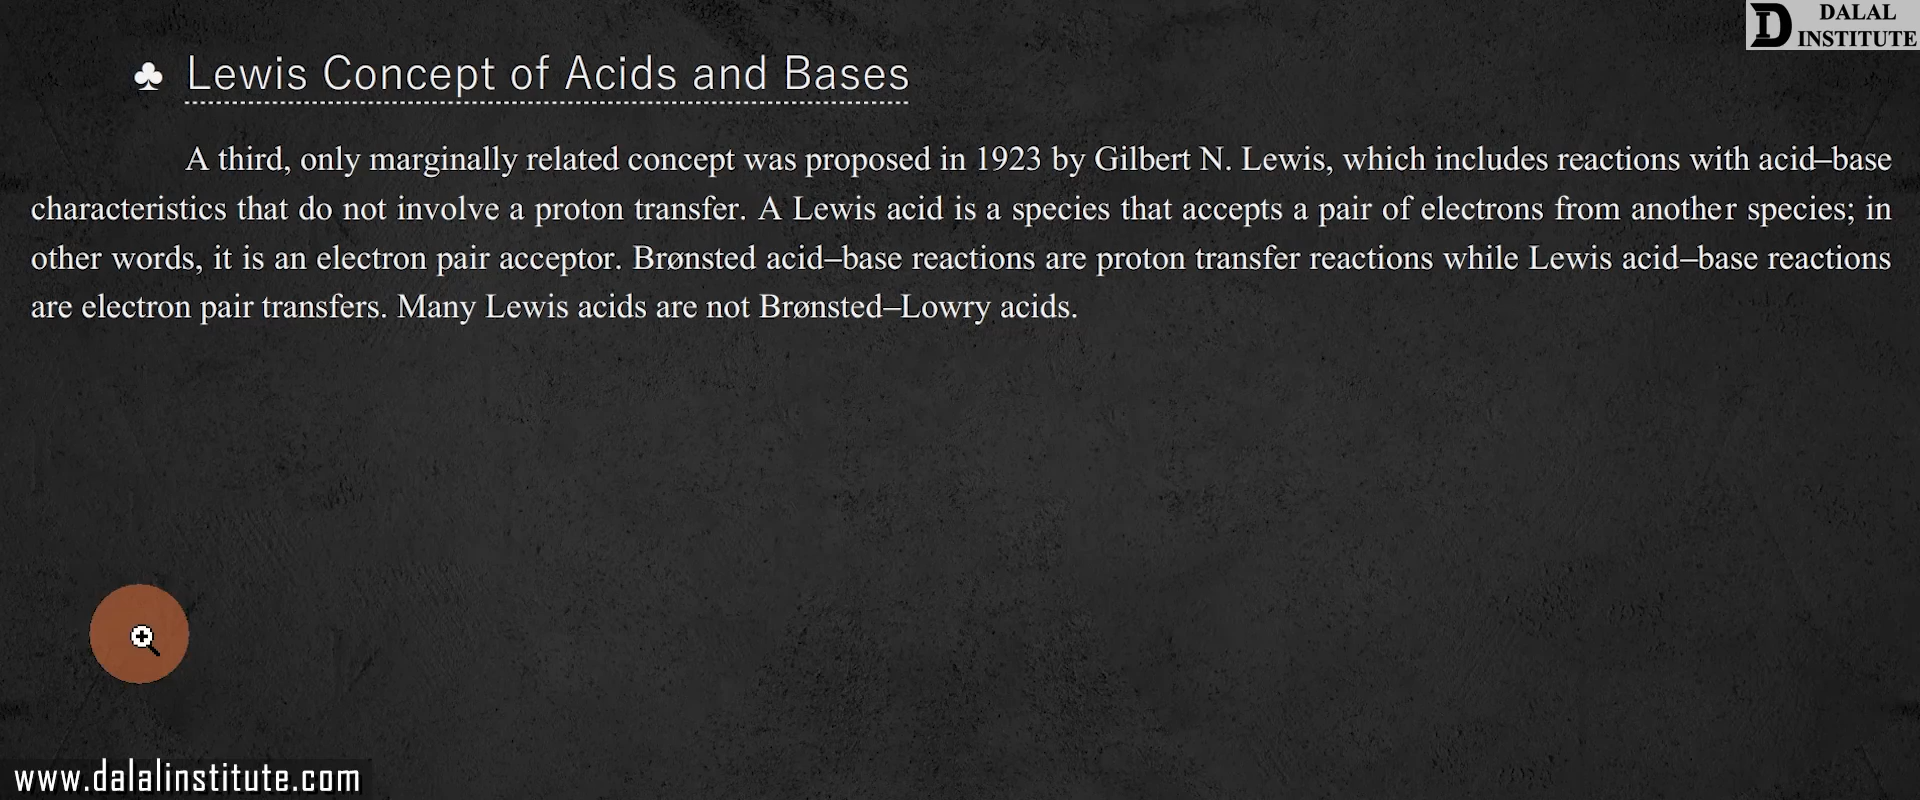 DALAL
INSTITUTE
♣ Lewis Concept of Acids and Bases
A third, only marginally related concept was proposed in 1923 by Gilbert N. Lewis, which includes reactions with acid–base
characteristics that do not involve a proton transfer. A Lewis acid is a species that accepts a pair of electrons from another species; in
other words, it is an electron pair acceptor. Brønsted acid–base reactions are proton transfer reactions while Lewis acid–base reactions
are electron pair transfers. Many Lewis acids are not Brønsted–Lowry acids.
www.dalalinstitute.com